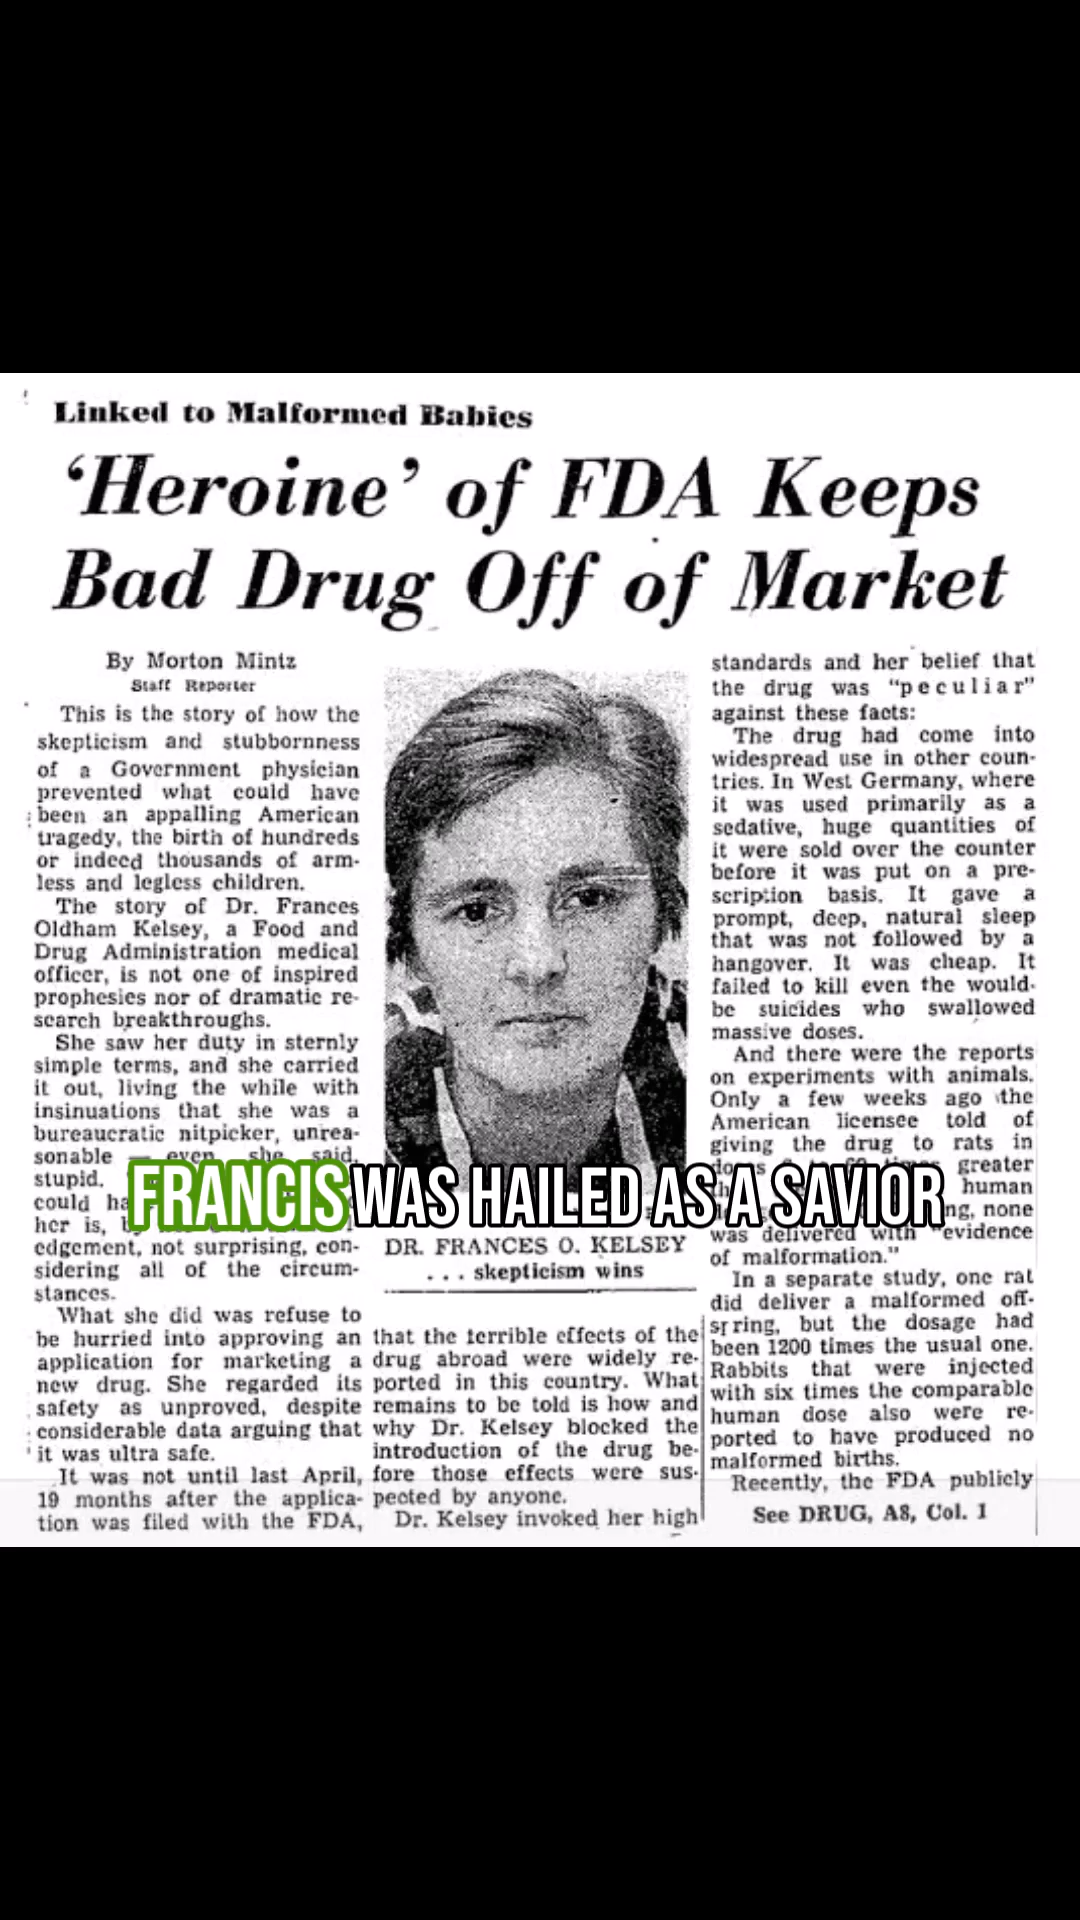 Linked to Malformed Babies
'Heroine' of FDA Keeps
Bad Drug Off of Market
By Morton Mintz
Staff Reporter
This is the story of how the
skepticism and stubbornness
of a Government physician
prevented what could have
been an appalling American
tragedy, the birth of hundreds
or indeed thousands of arm-
less and legless children.
The story of Dr. Frances
Oldham Kelsey, a Food and
Drug Administration medical
officer, is not one of inspired
prophesies nor of dramatic re-
search breakthroughs.
She saw her duty in sternly
simple terms, and she carried
it out, living the while with
insinuations that she was a
bureaucratic nitpicker, unrea-
sonable — even, she said,
stupid.
could
her is,
edgement, not surprising, con-
sidering all of the circum-
stances.
What she did was refuse to
be hurried into approving an
application for marketing a
new drug. She regarded its
safety as unproved, despite
considerable data arguing that
it was ultra safe.
It was not until last April,
19 months after the applica-
tion was filed with the FDA,
FRANCIS WAS HAILED AS A SAVIOR
DR. FRANCES O. KELSEY
. . . skepticism wins
that the terrible effects of the
drug abroad were widely re-
ported in this country. What
remains to be told is how and
why Dr. Kelsey blocked the
introduction of the drug be-
fore those effects were sus-
pected by anyone.
Dr. Kelsey invoked her high
standards and her belief that
the drug was "peculiar"
against these facts:
The drug had come into
widespread use in other coun-
tries. In West Germany, where
it was used primarily as a
sedative, huge quantities of
it were sold over the counter
before it was put on a pre-
scription basis. It gave a
prompt, deep, natural sleep
that was not followed by a
hangover. It was cheap. It
failed to kill even the would-
be suicides who swallowed
massive doses.
And there were the reports
on experiments with animals.
Only a few weeks ago the
American licensee told of
giving the drug to rats in
times greater
human
none
was delivered with "evidence
of malformation."
In a separate study, one rat
did deliver a malformed off-
spring, but the dosage had
been 1200 times the usual one.
Rabbits that were injected
with six times the comparable
human dose also were re-
ported to have produced no
malformed births.
Recently, the FDA publicly
See DRUG, A8, Col. 1